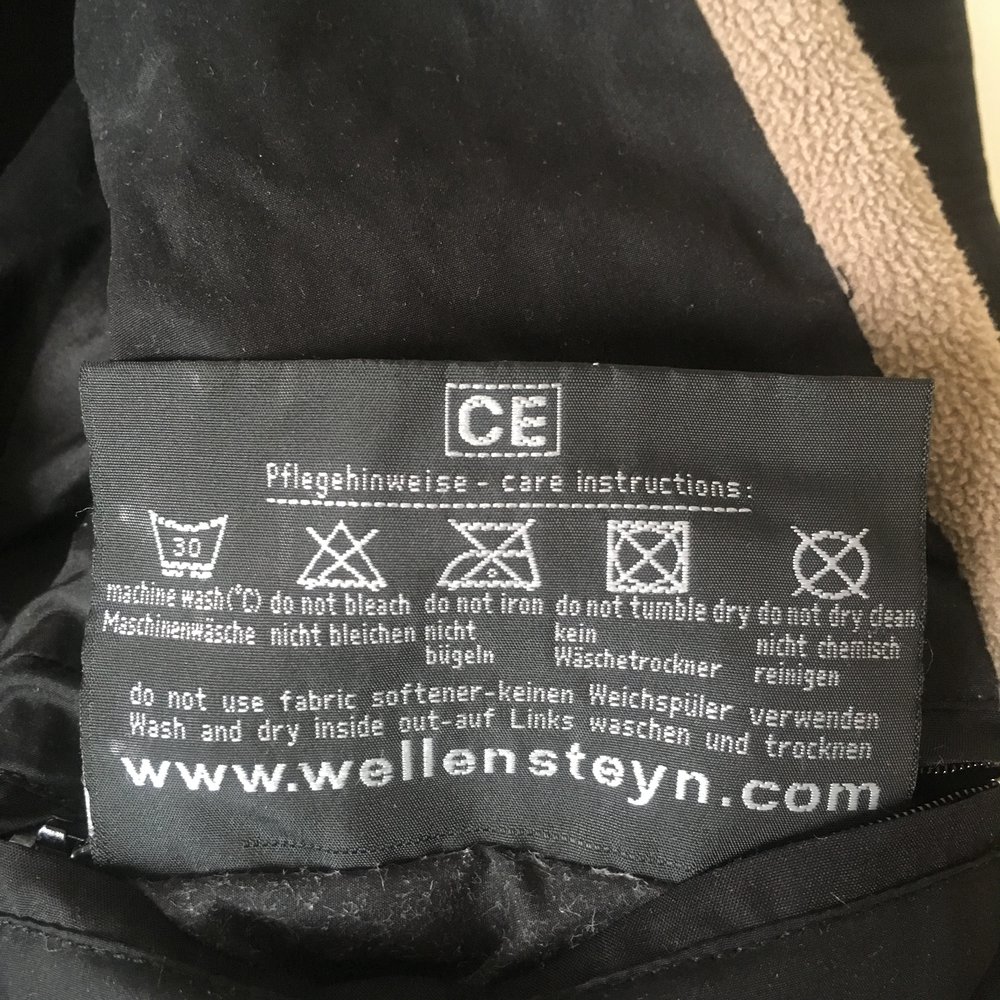 CE
Pflegehinweise - care instructions:
30
machine wash(°C) do not bleach do not iron do not tumble dry do not dry clean
Maschinenwäsche nicht bleichen nicht bügeln kein Wäschetrockner nicht chemisch reinigen
do not use fabric softener-keinen Weichspüler verwenden
Wash and dry inside out-auf Links waschen und trocknen
www.wellensteyn.com